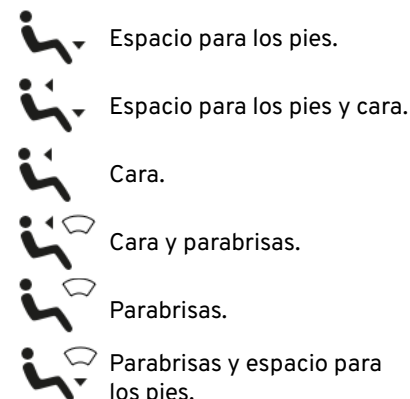 Espacio para los pies.
Espacio para los pies y cara.
Cara.
Cara y parabrisas.
Parabrisas.
Parabrisas y espacio para
los pies.